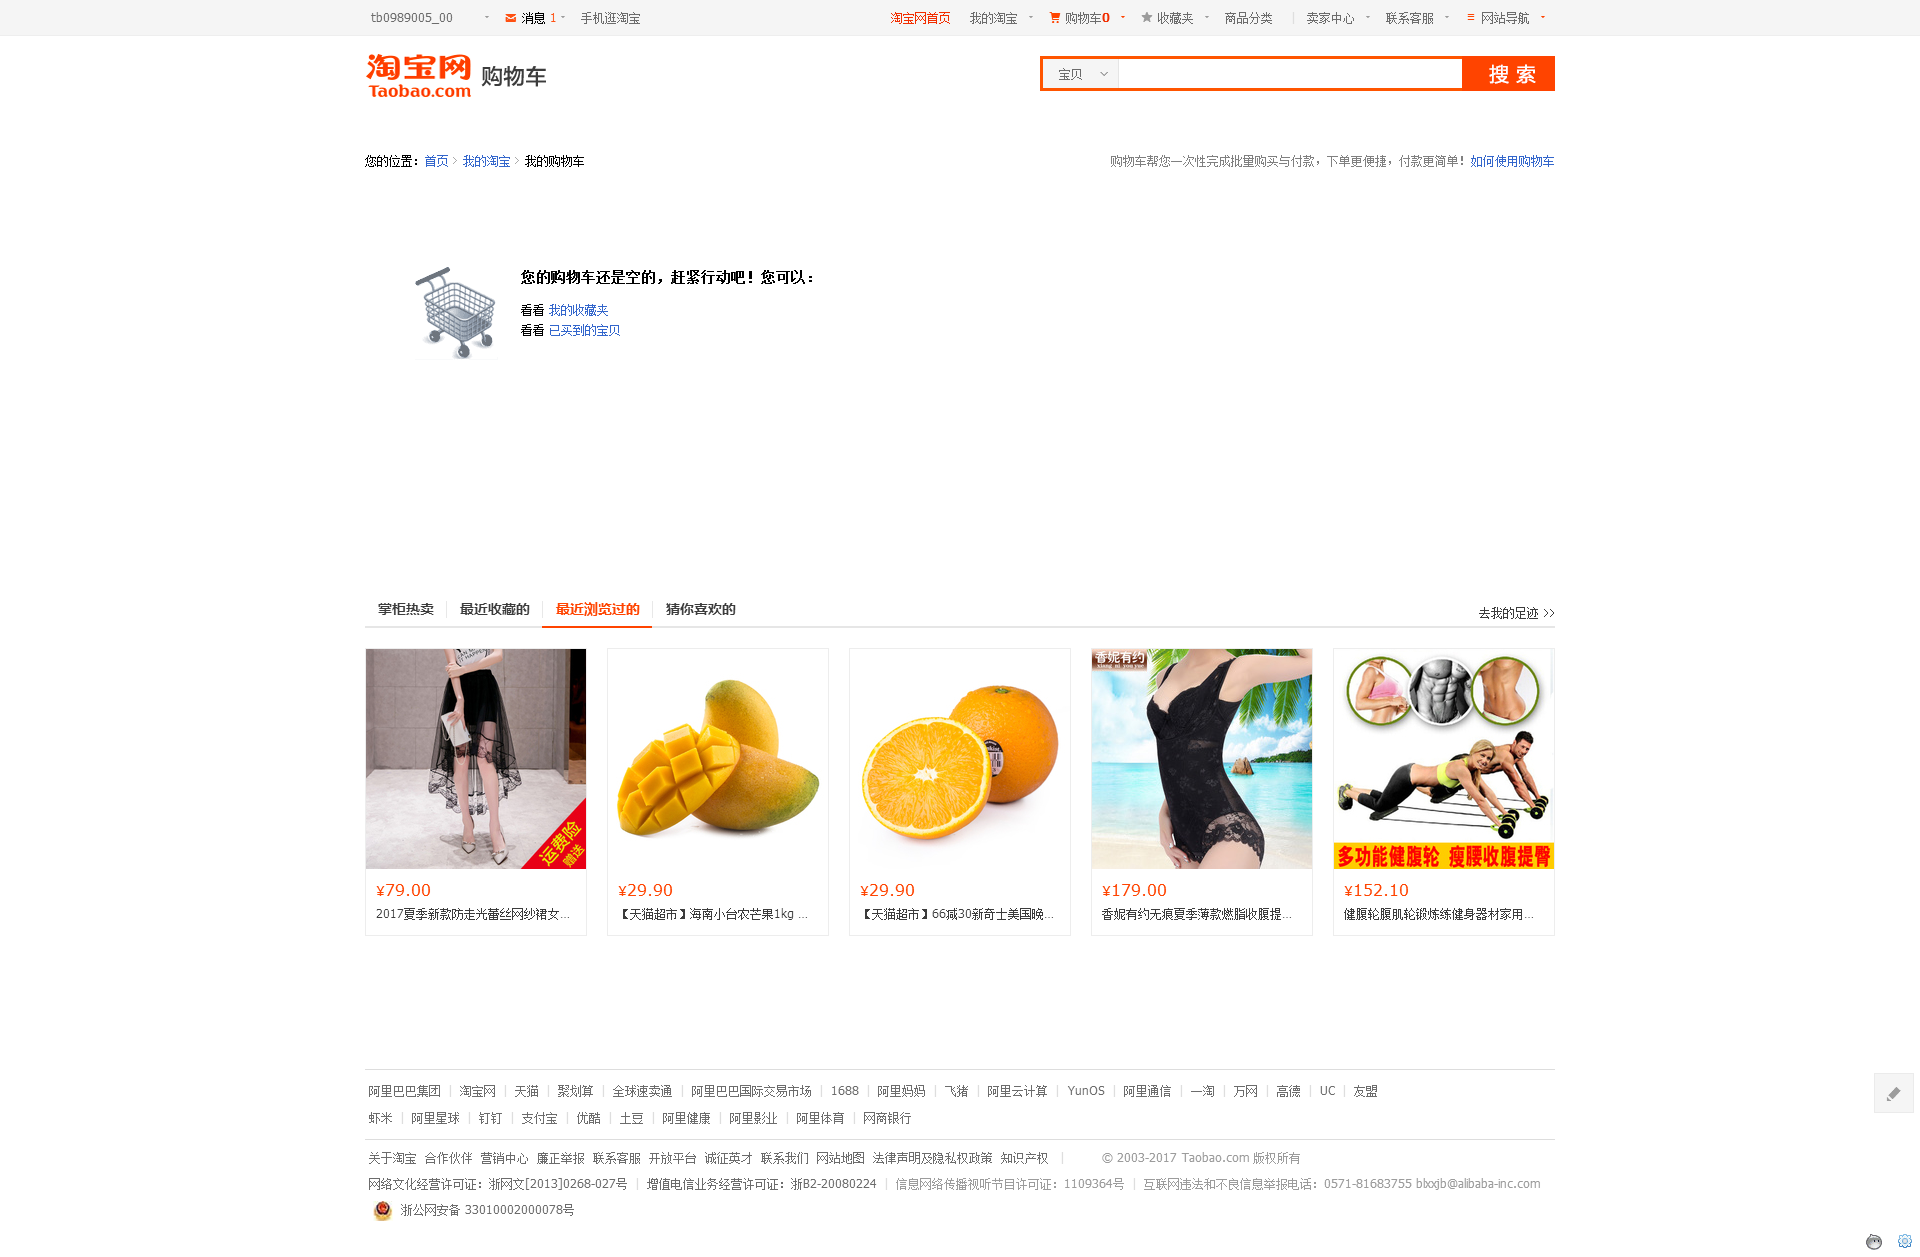 tb0989005_00 消息 1 手机逛淘宝 淘宝网首页 我的淘宝 购物车0 收藏夹 商品分类 卖家中心 联系客服 网站导航
淘宝网
Taobao.com
购物车
宝贝
搜索
您的位置：首页 > 我的淘宝 > 我的购物车
购物车帮您一次性完成批量购买与付款，下单更便捷，付款更简单！如何使用购物车
您的购物车还是空的，赶紧行动吧！您可以：
看看 我的收藏夹
看看 已买到的宝贝
掌柜热卖 最近收藏的 最近浏览过的 猜你喜欢的
去我的足迹 >>
运费险
赠送
香妮有约
多功能健腹轮 瘦腰收腹提臀
¥79.00
2017夏季新款防走光蕾丝网纱裙女...
¥29.90
【天猫超市】海南小台农芒果1kg ...
¥29.90
【天猫超市】66减30新奇士美国晚...
¥179.00
香妮有约无痕夏季薄款燃脂收腹提...
¥152.10
健腹轮腹肌轮锻炼练健身器材家用...
阿里巴巴集团 | 淘宝网 | 天猫 | 聚划算 | 全球速卖通 | 阿里巴巴国际交易市场 | 1688 | 阿里妈妈 | 飞猪 | 阿里云计算 | YunOS | 阿里通信 | 一淘 | 万网 | 高德 | UC | 友盟
虾米 | 阿里星球 | 钉钉 | 支付宝 | 优酷 | 土豆 | 阿里健康 | 阿里影业 | 阿里体育 | 网商银行
关于淘宝 合作伙伴 营销中心 廉正举报 联系客服 开放平台 诚征英才 联系我们 网站地图 法律声明及隐私权政策 知识产权 | © 2003-2017 Taobao.com 版权所有
网络文化经营许可证：浙网文[2013]0268-027号 | 增值电信业务经营许可证：浙B2-20080224 | 信息网络传播视听节目许可证：1109364号 | 互联网违法和不良信息举报电话：0571-81683755 blxxjb@alibaba-inc.com
浙公网安备 33010002000078号